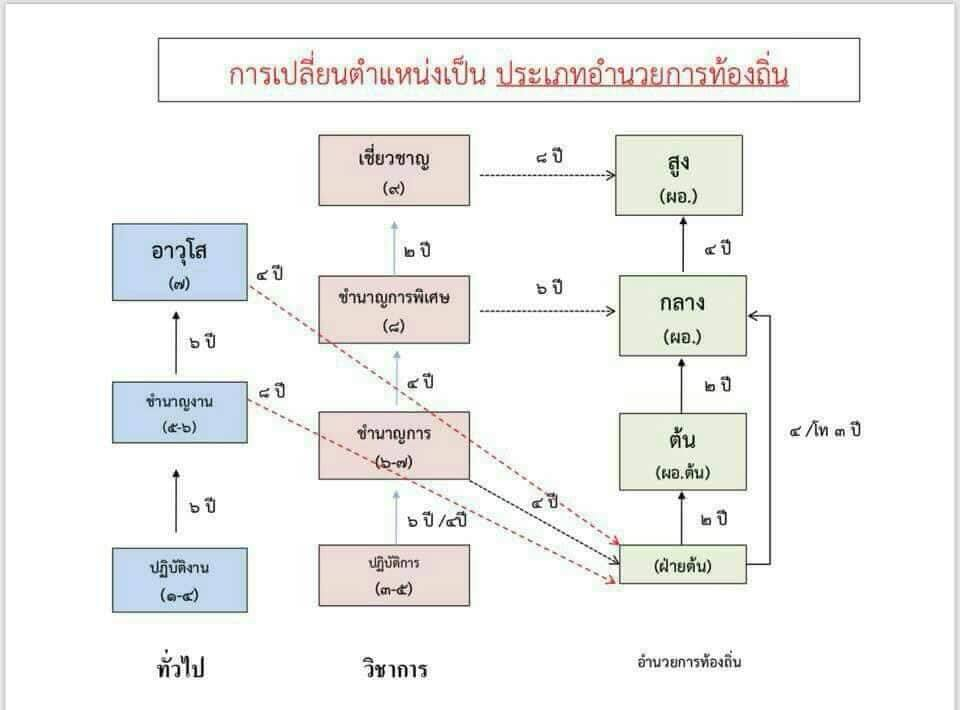 การเปลี่ยนตำแหน่งเป็น ประเภทอำนวยการท้องถิ่น
เชี่ยวชาญ
(๙)
๘ ปี
สูง
(ผอ.)
๒ ปี
๔ ปี
อาวุโส
(๗)
๔ ปี
ชำนาญการพิเศษ
(๘)
๖ ปี
กลาง
(ผอ.)
๖ ปี
๔ ปี
๒ ปี
ชำนาญงาน
(๕-๖)
๘ ปี
ชำนาญการ
(๖-๗)
ต้น
(ผอ.ต้น)
๔ /โท ๓ ปี
๖ ปี
๖ ปี /๔ปี
๔ ปี
๒ ปี
ปฏิบัติงาน
(๑-๔)
ปฏิบัติการ
(๓-๕)
(ฝ่ายต้น)
ทั่วไป
วิชาการ
อำนวยการท้องถิ่น